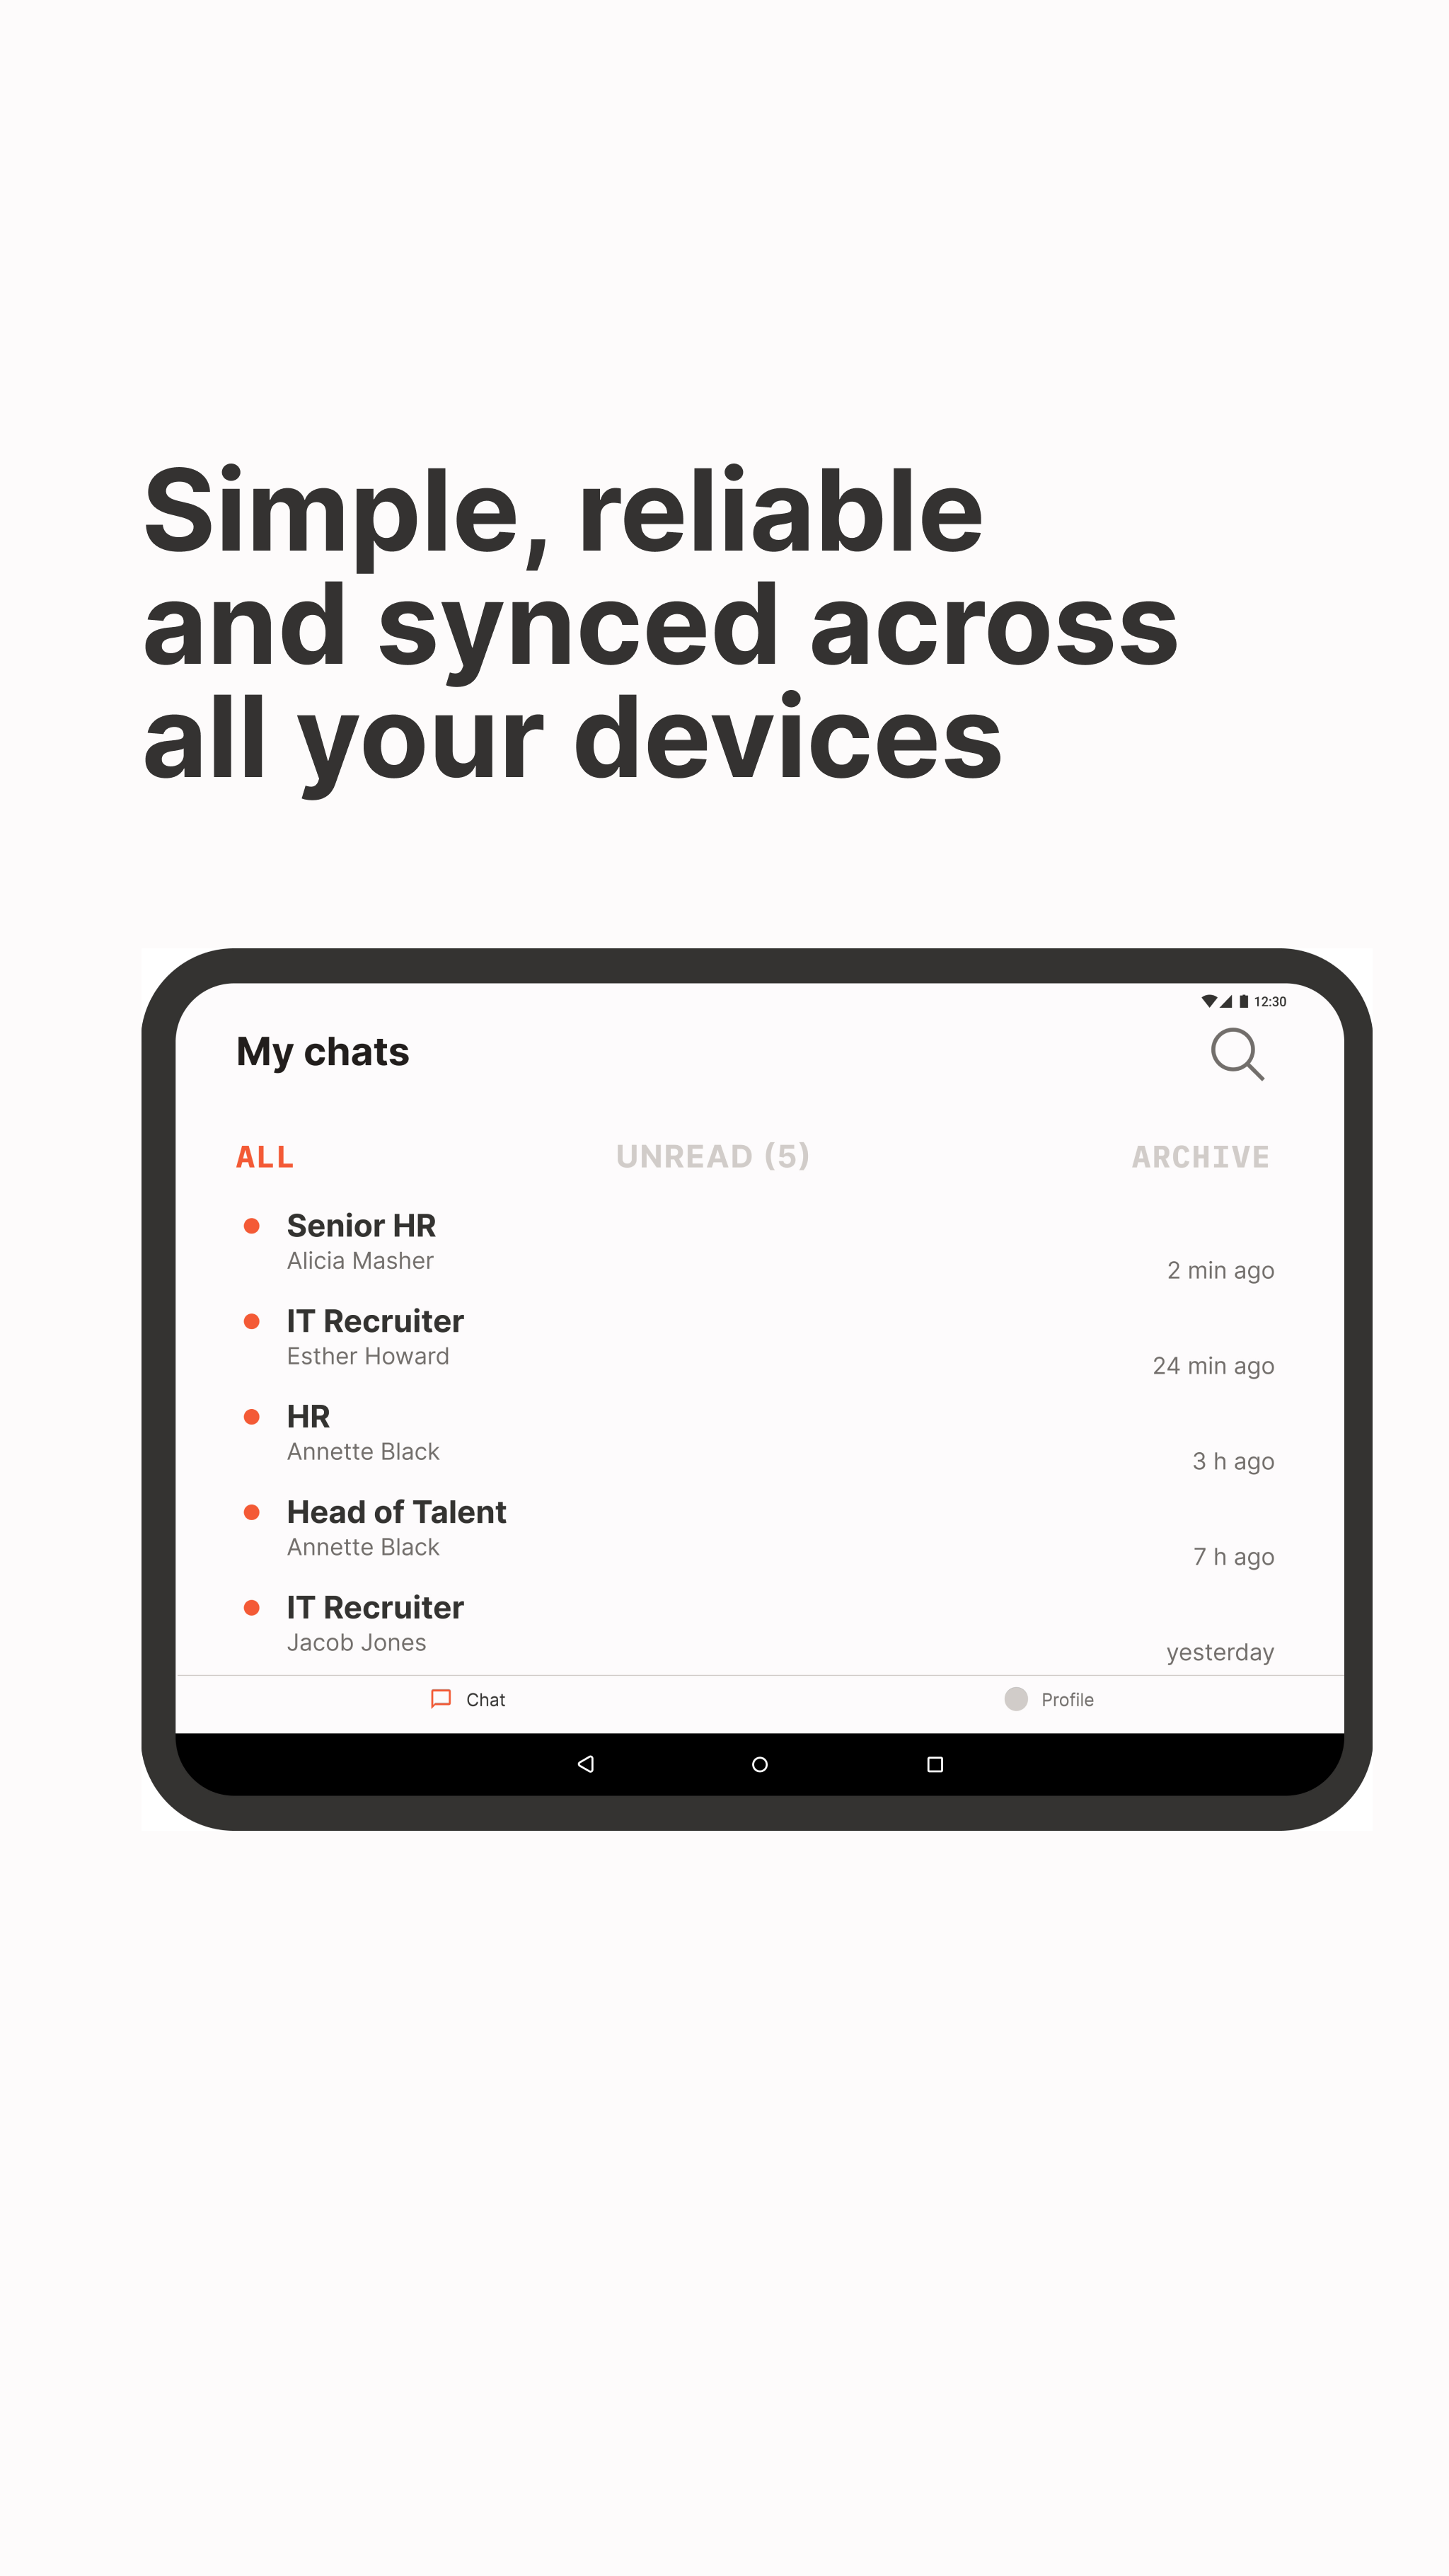 Simple, reliable
and synced across
all your devices
12:30
My chats
ALL
UNREAD (5)
ARCHIVE
Senior HR
Alicia Masher
2 min ago
IT Recruiter
Esther Howard
24 min ago
HR
Annette Black
3 h ago
Head of Talent
Annette Black
7 h ago
IT Recruiter
Jacob Jones
yesterday
Chat
Profile